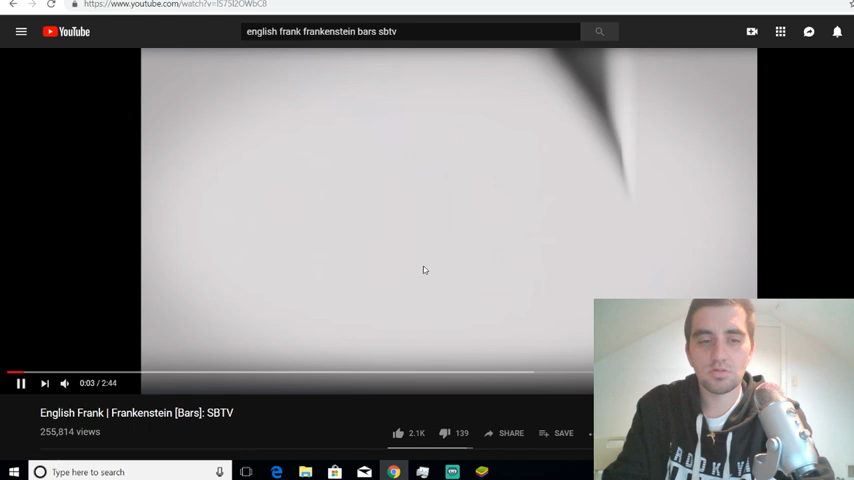 https://www.youtube.com/watch?v=
YouTube
english frank frankenstein bars sbtv
0:03 / 2:44
English Frank | Frankenstein [Bars]: SBTV
255,814 views
2.1K
139
SHARE
SAVE
Type here to search